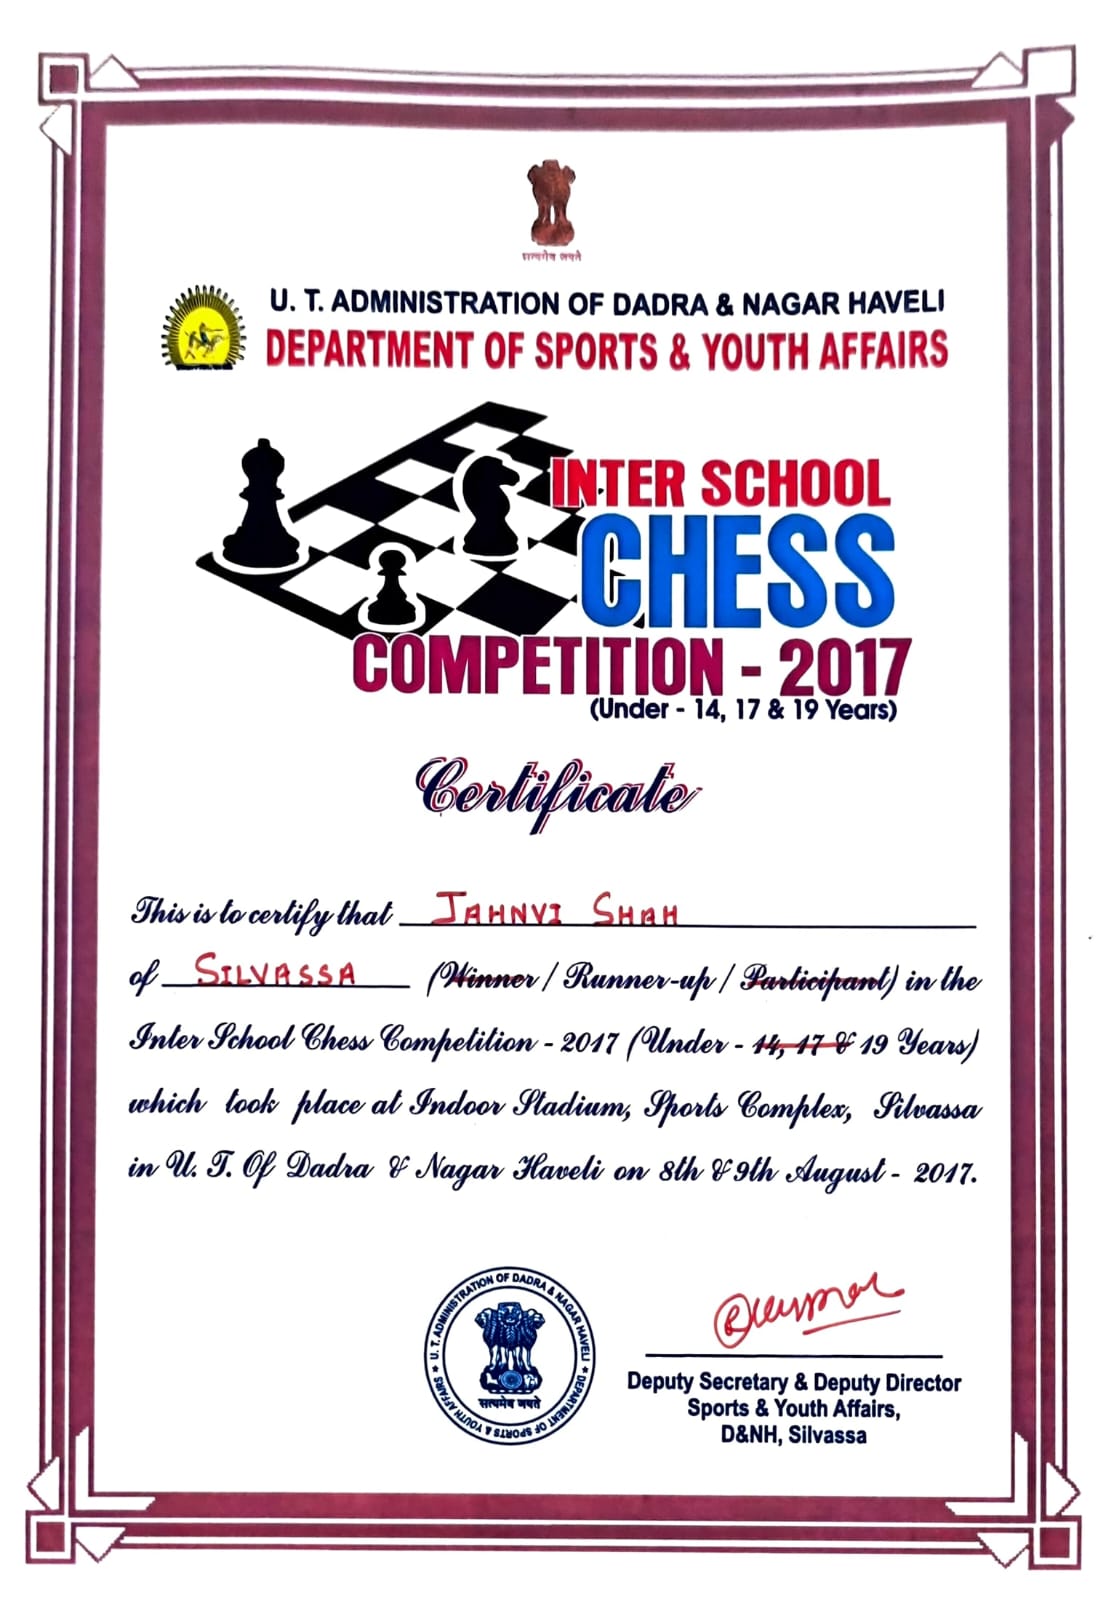 सत्यमेव जयते
U. T. ADMINISTRATION OF DADRA & NAGAR HAVELI
DEPARTMENT OF SPORTS & YOUTH AFFAIRS
INTER SCHOOL
CHESS
COMPETITION - 2017
(Under - 14, 17 & 19 Years)
Certificate
This is to certify that JAHNVI SHAH
of SILVASSA (Winner / Runner-up / Participant) in the
Inter School Chess Competition - 2017 (Under - 14, 17 & 19 Years)
which took place at Indoor Stadium, Sports Complex, Silvassa
in U. T. Of Dadra & Nagar Haveli on 8th & 9th August - 2017.
U. T. ADMINISTRATION OF DADRA & NAGAR HAVELI
DEPARTMENT OF SPORTS & YOUTH AFFAIRS
सत्यमेव जयते
Deputy Secretary & Deputy Director
Sports & Youth Affairs,
D&NH, Silvassa